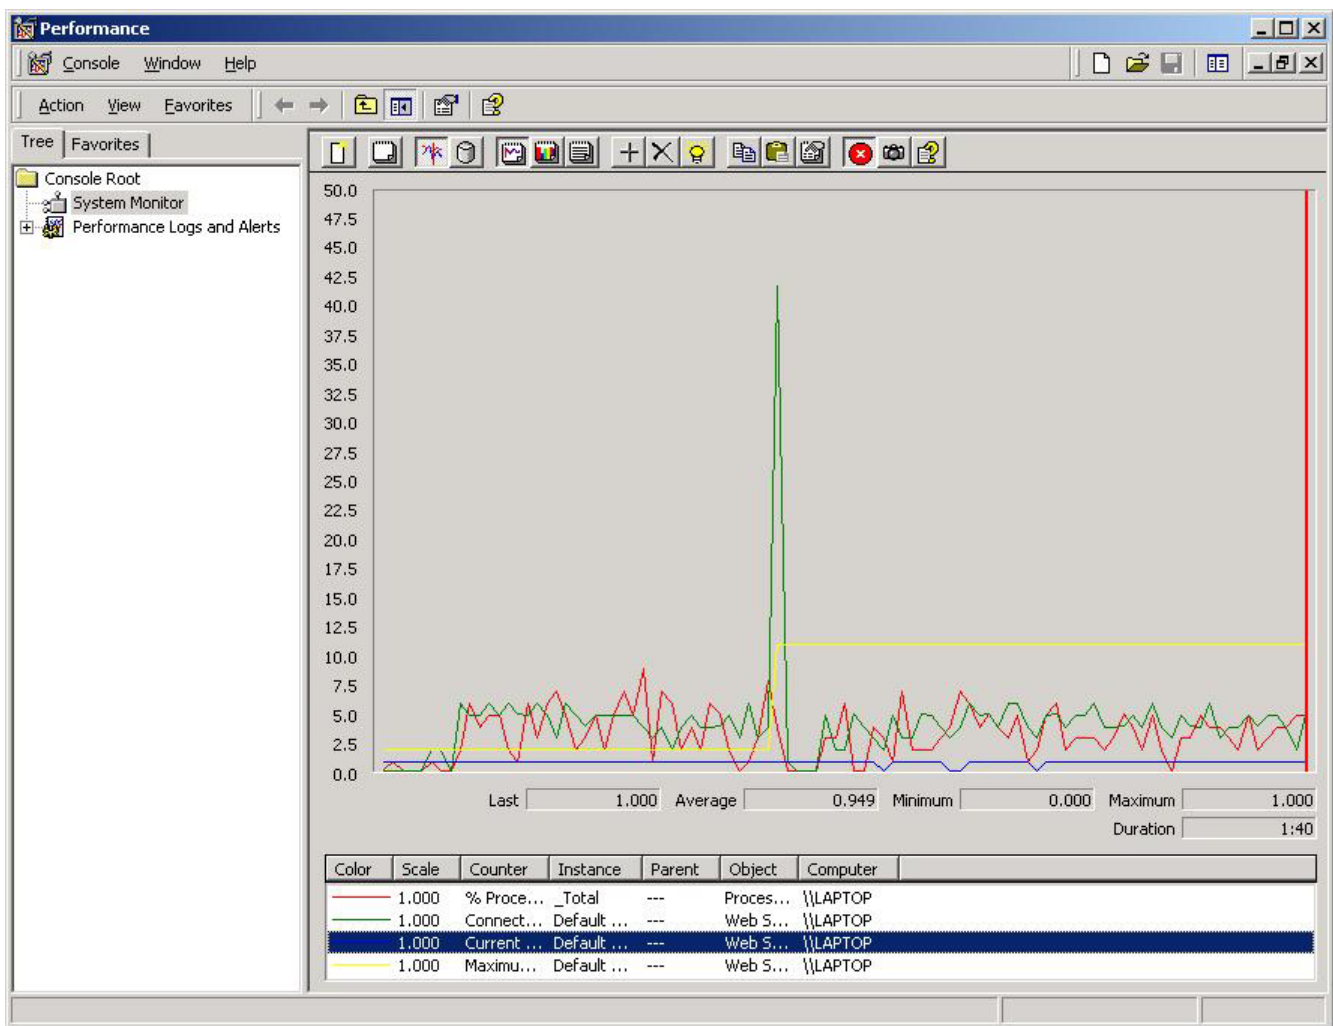 Performance
Console Window Help
Action View Favorites
Tree Favorites
Console Root
System Monitor
Performance Logs and Alerts
50.0
47.5
45.0
42.5
40.0
37.5
35.0
32.5
30.0
27.5
25.0
22.5
20.0
17.5
15.0
12.5
10.0
7.5
5.0
2.5
0.0
Last 1.000 Average 0.949 Minimum 0.000 Maximum 1.000
Duration 1:40
Color Scale Counter Instance Parent Object Computer
1.000 % Proce... _Total --- Proces... \\LAPTOP
1.000 Connect... Default ... --- Web S... \\LAPTOP
1.000 Current ... Default ... --- Web S... \\LAPTOP
1.000 Maximu... Default ... --- Web S... \\LAPTOP